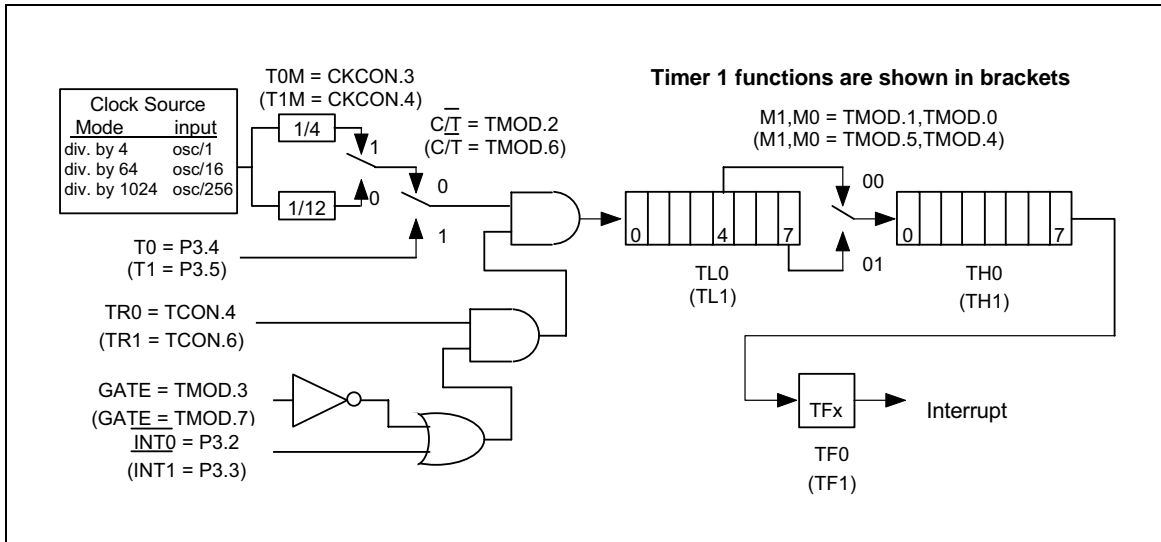 T0M = CKCON.3
(T1M = CKCON.4)
Timer 1 functions are shown in brackets
Clock Source
Mode input
div. by 4 osc/1
div. by 64 osc/16
div. by 1024 osc/256
1/4
1/12
1
0
C/T = TMOD.2
(C/T = TMOD.6)
0
1
M1,M0 = TMOD.1,TMOD.0
(M1,M0 = TMOD.5,TMOD.4)
00
01
0 4 7
TL0
(TL1)
0 7
TH0
(TH1)
T0 = P3.4
(T1 = P3.5)
TR0 = TCON.4
(TR1 = TCON.6)
GATE = TMOD.3
(GATE = TMOD.7)
INT0 = P3.2
(INT1 = P3.3)
TFx
Interrupt
TF0
(TF1)